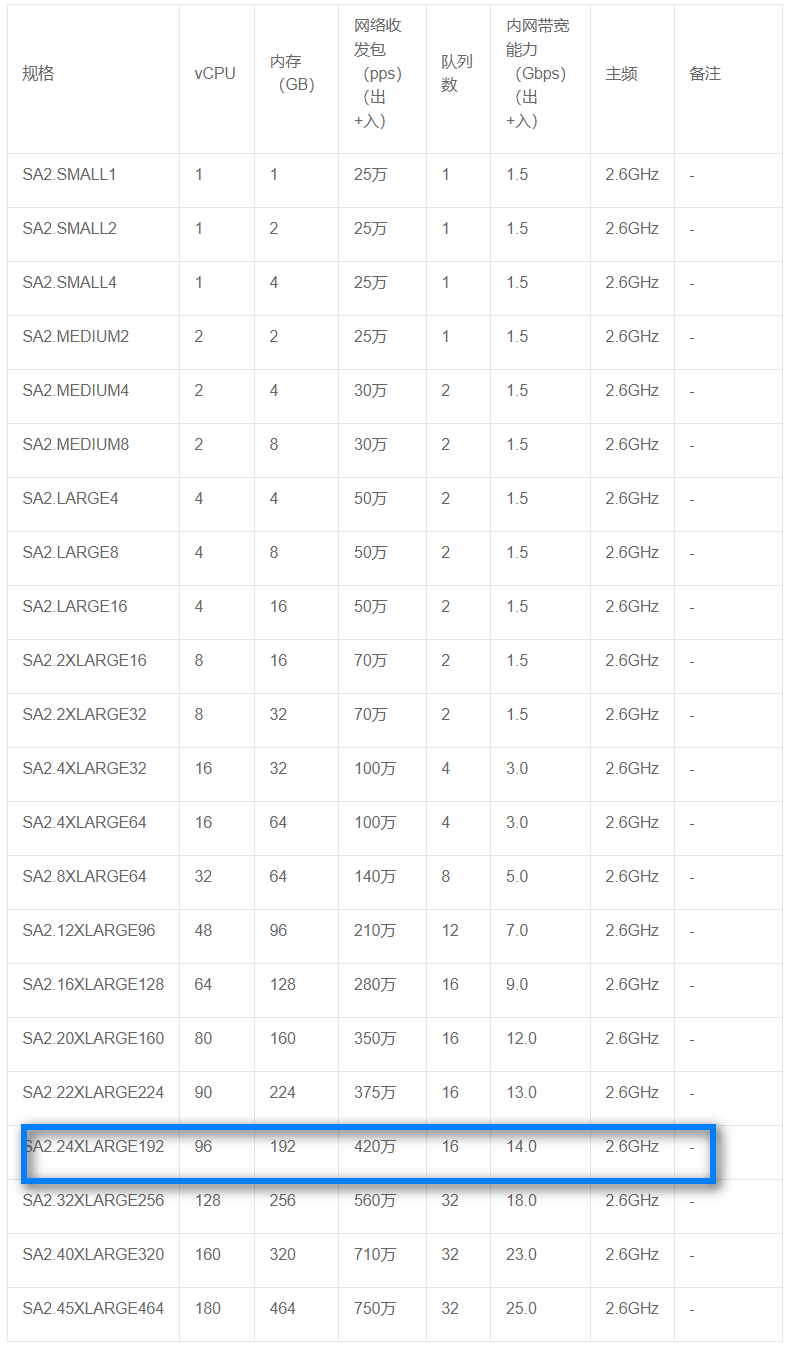 规格 vCPU 内存（GB） 网络收发包（pps）（出+入） 队列数 内网带宽能力（Gbps）（出+入） 主频 备注
SA2.SMALL1 1 1 25万 1 1.5 2.6GHz -
SA2.SMALL2 1 2 25万 1 1.5 2.6GHz -
SA2.SMALL4 1 4 25万 1 1.5 2.6GHz -
SA2.MEDIUM2 2 2 25万 1 1.5 2.6GHz -
SA2.MEDIUM4 2 4 30万 2 1.5 2.6GHz -
SA2.MEDIUM8 2 8 30万 2 1.5 2.6GHz -
SA2.LARGE4 4 4 50万 2 1.5 2.6GHz -
SA2.LARGE8 4 8 50万 2 1.5 2.6GHz -
SA2.LARGE16 4 16 50万 2 1.5 2.6GHz -
SA2.2XLARGE16 8 16 70万 2 1.5 2.6GHz -
SA2.2XLARGE32 8 32 70万 2 1.5 2.6GHz -
SA2.4XLARGE32 16 32 100万 4 3.0 2.6GHz -
SA2.4XLARGE64 16 64 100万 4 3.0 2.6GHz -
SA2.8XLARGE64 32 64 140万 8 5.0 2.6GHz -
SA2.12XLARGE96 48 96 210万 12 7.0 2.6GHz -
SA2.16XLARGE128 64 128 280万 16 9.0 2.6GHz -
SA2.20XLARGE160 80 160 350万 16 12.0 2.6GHz -
SA2.22XLARGE224 90 224 375万 16 13.0 2.6GHz -
SA2.24XLARGE192 96 192 420万 16 14.0 2.6GHz -
SA2.32XLARGE256 128 256 560万 32 18.0 2.6GHz -
SA2.40XLARGE320 160 320 710万 32 23.0 2.6GHz -
SA2.45XLARGE464 180 464 750万 32 25.0 2.6GHz -